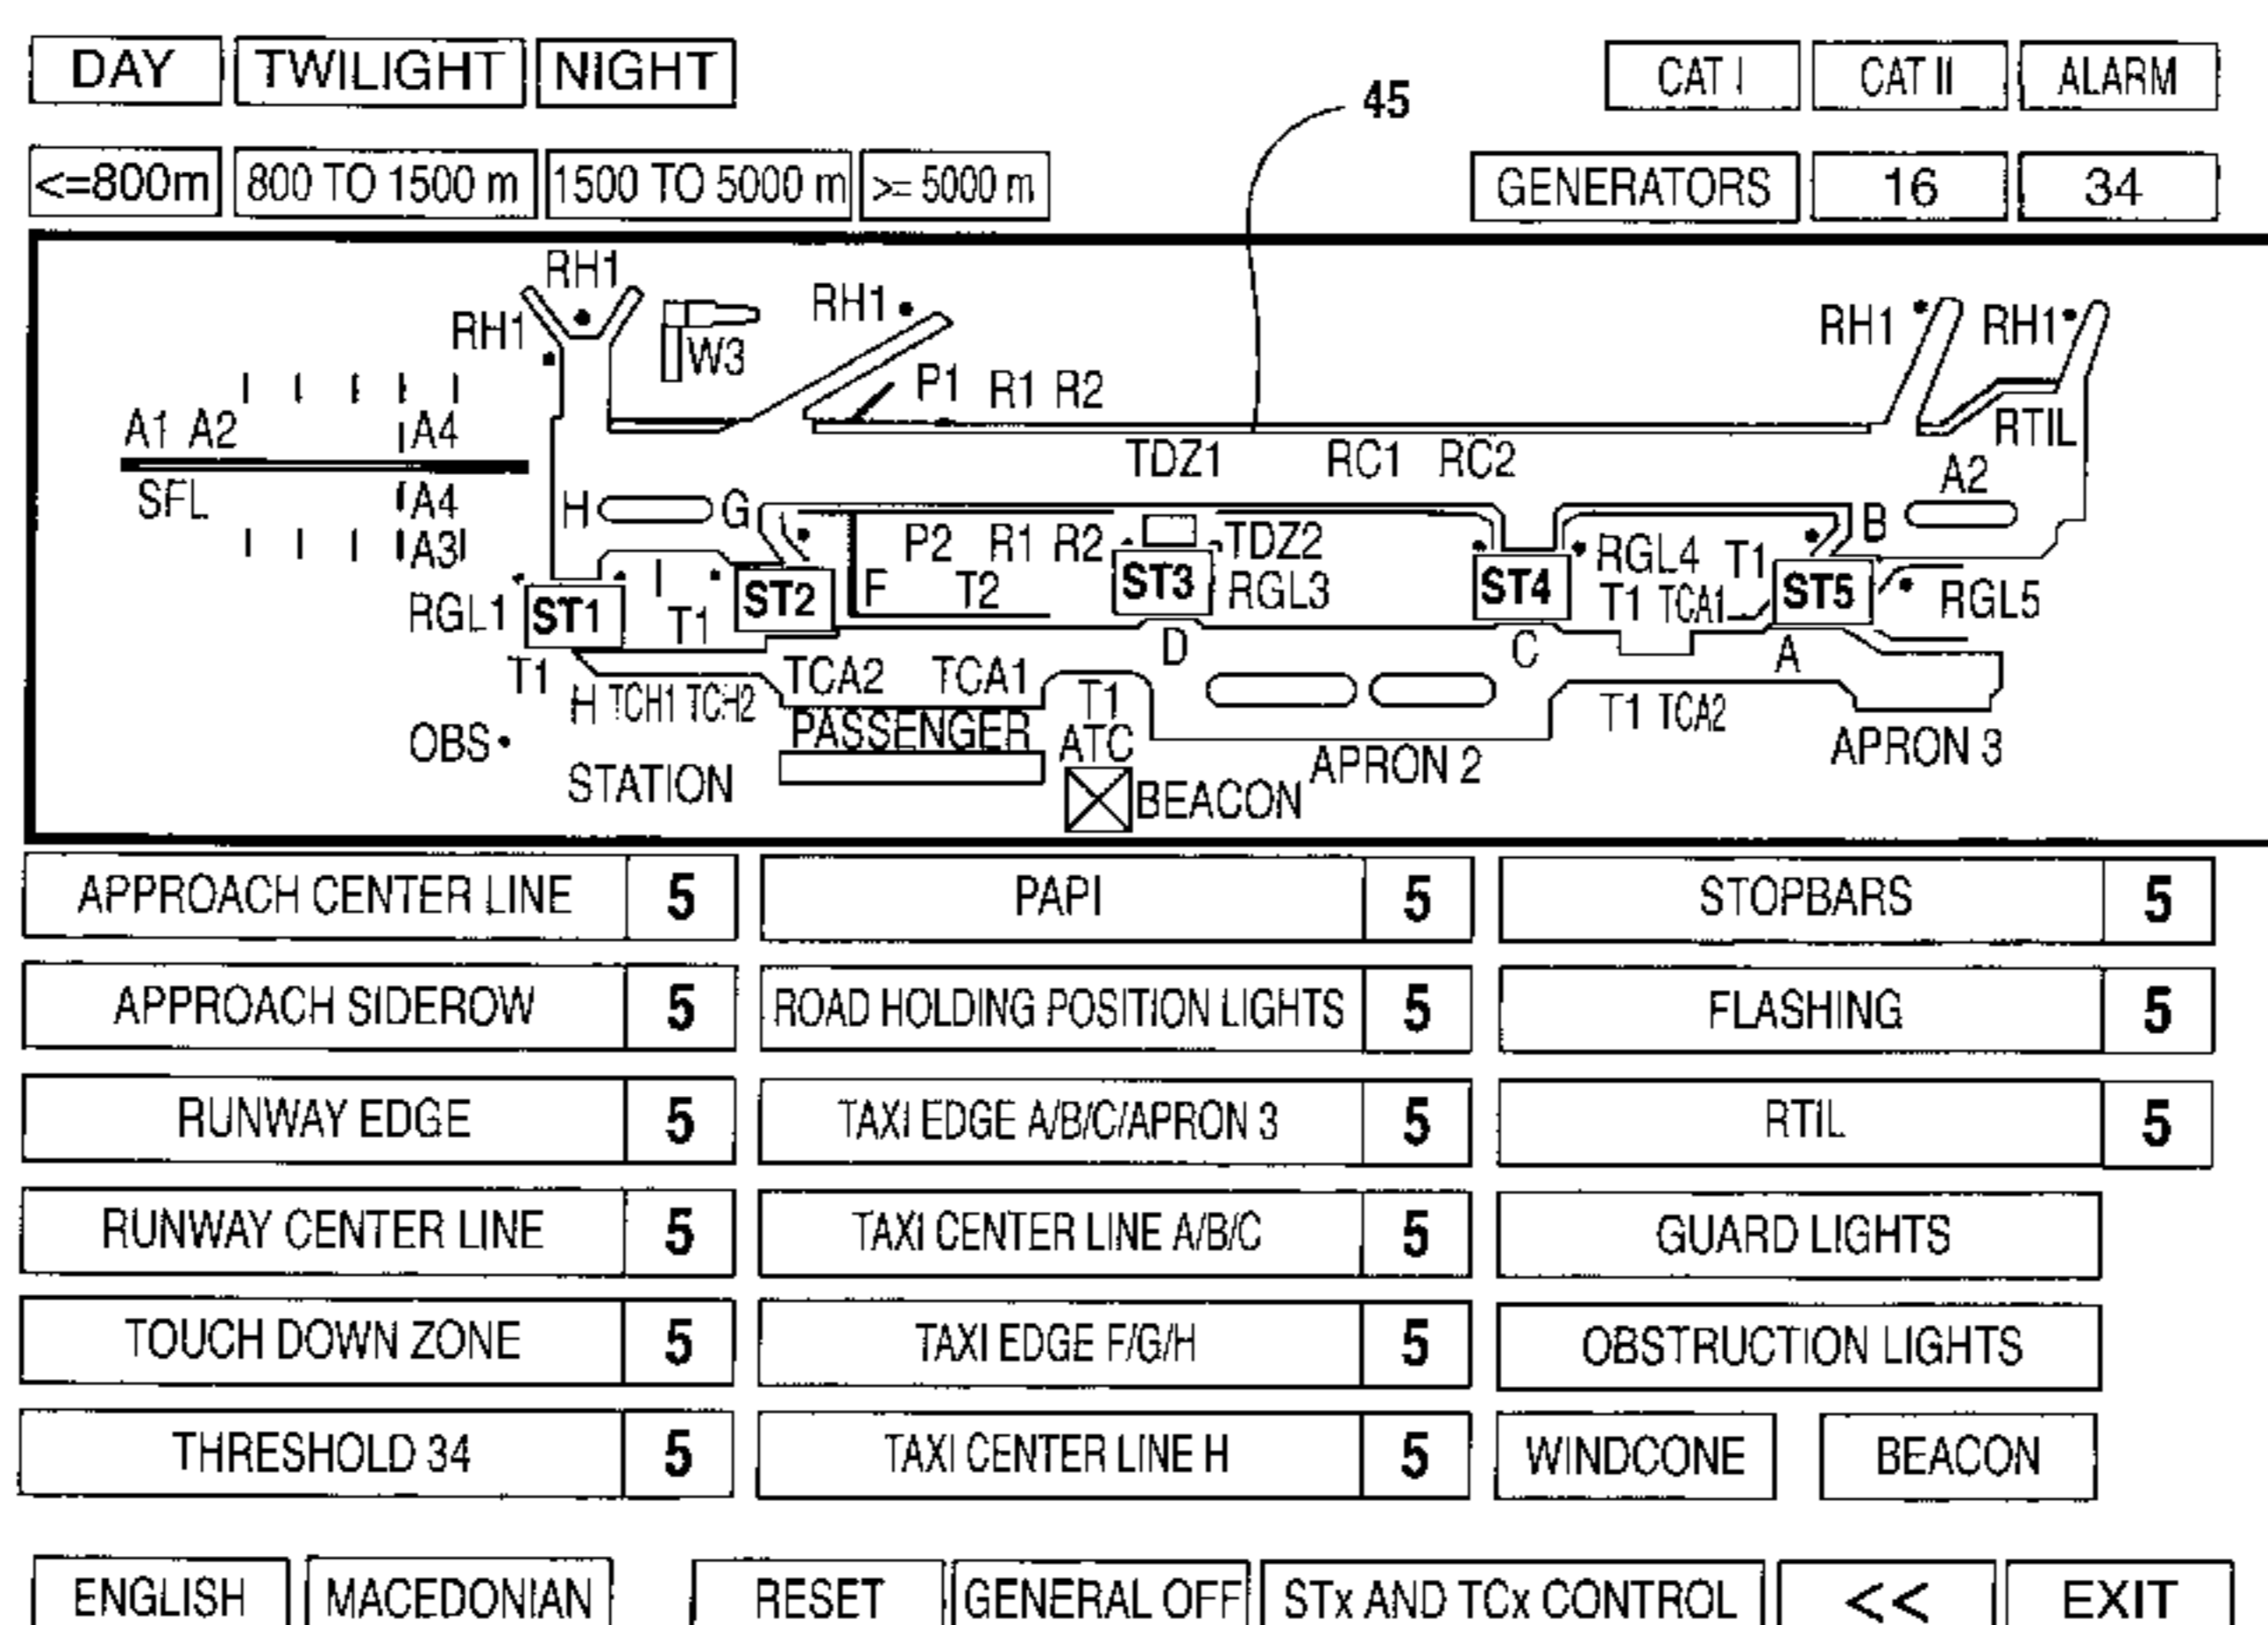 DAY TWILIGHT NIGHT CAT I CAT II ALARM
45
<=800m 800 TO 1500 m 1500 TO 5000 m >= 5000 m GENERATORS 16 34
RH1
RH1 RH1 RH1 RH1
W3
P1 R1 R2
A1 A2 A4 RTIL
TDZ1 RC1 RC2
SFL A4 A2
H G B
A3 P2 R1 R2 TDZ2 RGL4 T1
ST1 ST2 F T2 ST3 RGL3 ST4 T1 TCA1 ST5 RGL5
RGL1 I T1
D C A
T1 TCA2 TCA1
H TCH1 TCH2 T1 T1 TCA2
OBS PASSENGER ATC APRON 2 APRON 3
STATION BEACON
APPROACH CENTER LINE 5 PAPI 5 STOPBARS 5
APPROACH SIDEROW 5 ROAD HOLDING POSITION LIGHTS 5 FLASHING 5
RUNWAY EDGE 5 TAXI EDGE A/B/C/APRON 3 5 RTIL 5
RUNWAY CENTER LINE 5 TAXI CENTER LINE A/B/C 5 GUARD LIGHTS
TOUCH DOWN ZONE 5 TAXI EDGE F/G/H 5 OBSTRUCTION LIGHTS
THRESHOLD 34 5 TAXI CENTER LINE H 5 WINDCONE BEACON
ENGLISH MACEDONIAN RESET GENERAL OFF STx AND TCx CONTROL << EXIT